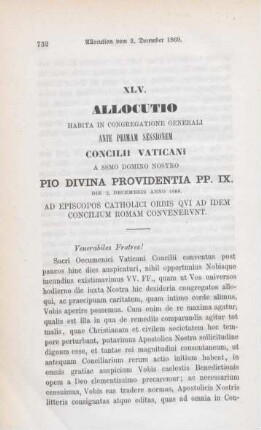 732 Allocution vom 2. December 1869.
XLV.
ALLOCUTIO
HABITA IN CONGREGATIONE GENERALI
ANTE PRIMAM SESSIONEM
CONCILII VATICANI
A SSMO DOMINO NOSTRO
PIO DIVINA PROVIDENTIA PP. IX.
DIE 2. DECEMBRIS ANNO 1869.
AD EPISCOPOS CATHOLICI ORBIS QVI AD IDEM
CONCILIUM ROMAM CONVENERVNT.
Venerabiles Fratres!
Sacri Oecumenici Vaticani Concilii conventus post
paucos hince dies auspicaturi, nihil opportunius Nobisque
iucundius existimavimus VV. FF., quam ut Vos universos
hodierno die iuxta Nostra hic congregatos desideria alloqui,
ac praecipuam caritatem, quam intimo corde alimus,
Vobis aperire possemus. Cum enim de re maxima agatur,
qualis est illa in qua de remediis comparandis agitur tot
malis, quae Christianam et civilem societatem hoc tempore
perturbant, putavimus Apostolica Nostra sollicitudine
dignum esse, et tantae rei magnitudini consentaneum, ut
antequam Conciliarium rerum actio initium habeat, in
omnis gratiae auspicium Vobis caelestis Benedictionis
opem a Deo clementissimo precaremur; ac necessarium
censuimus, Vobis eas tradere normas, Apostolicis Nostris
litteris consignatas atque editas, quas ad omnia in Con-